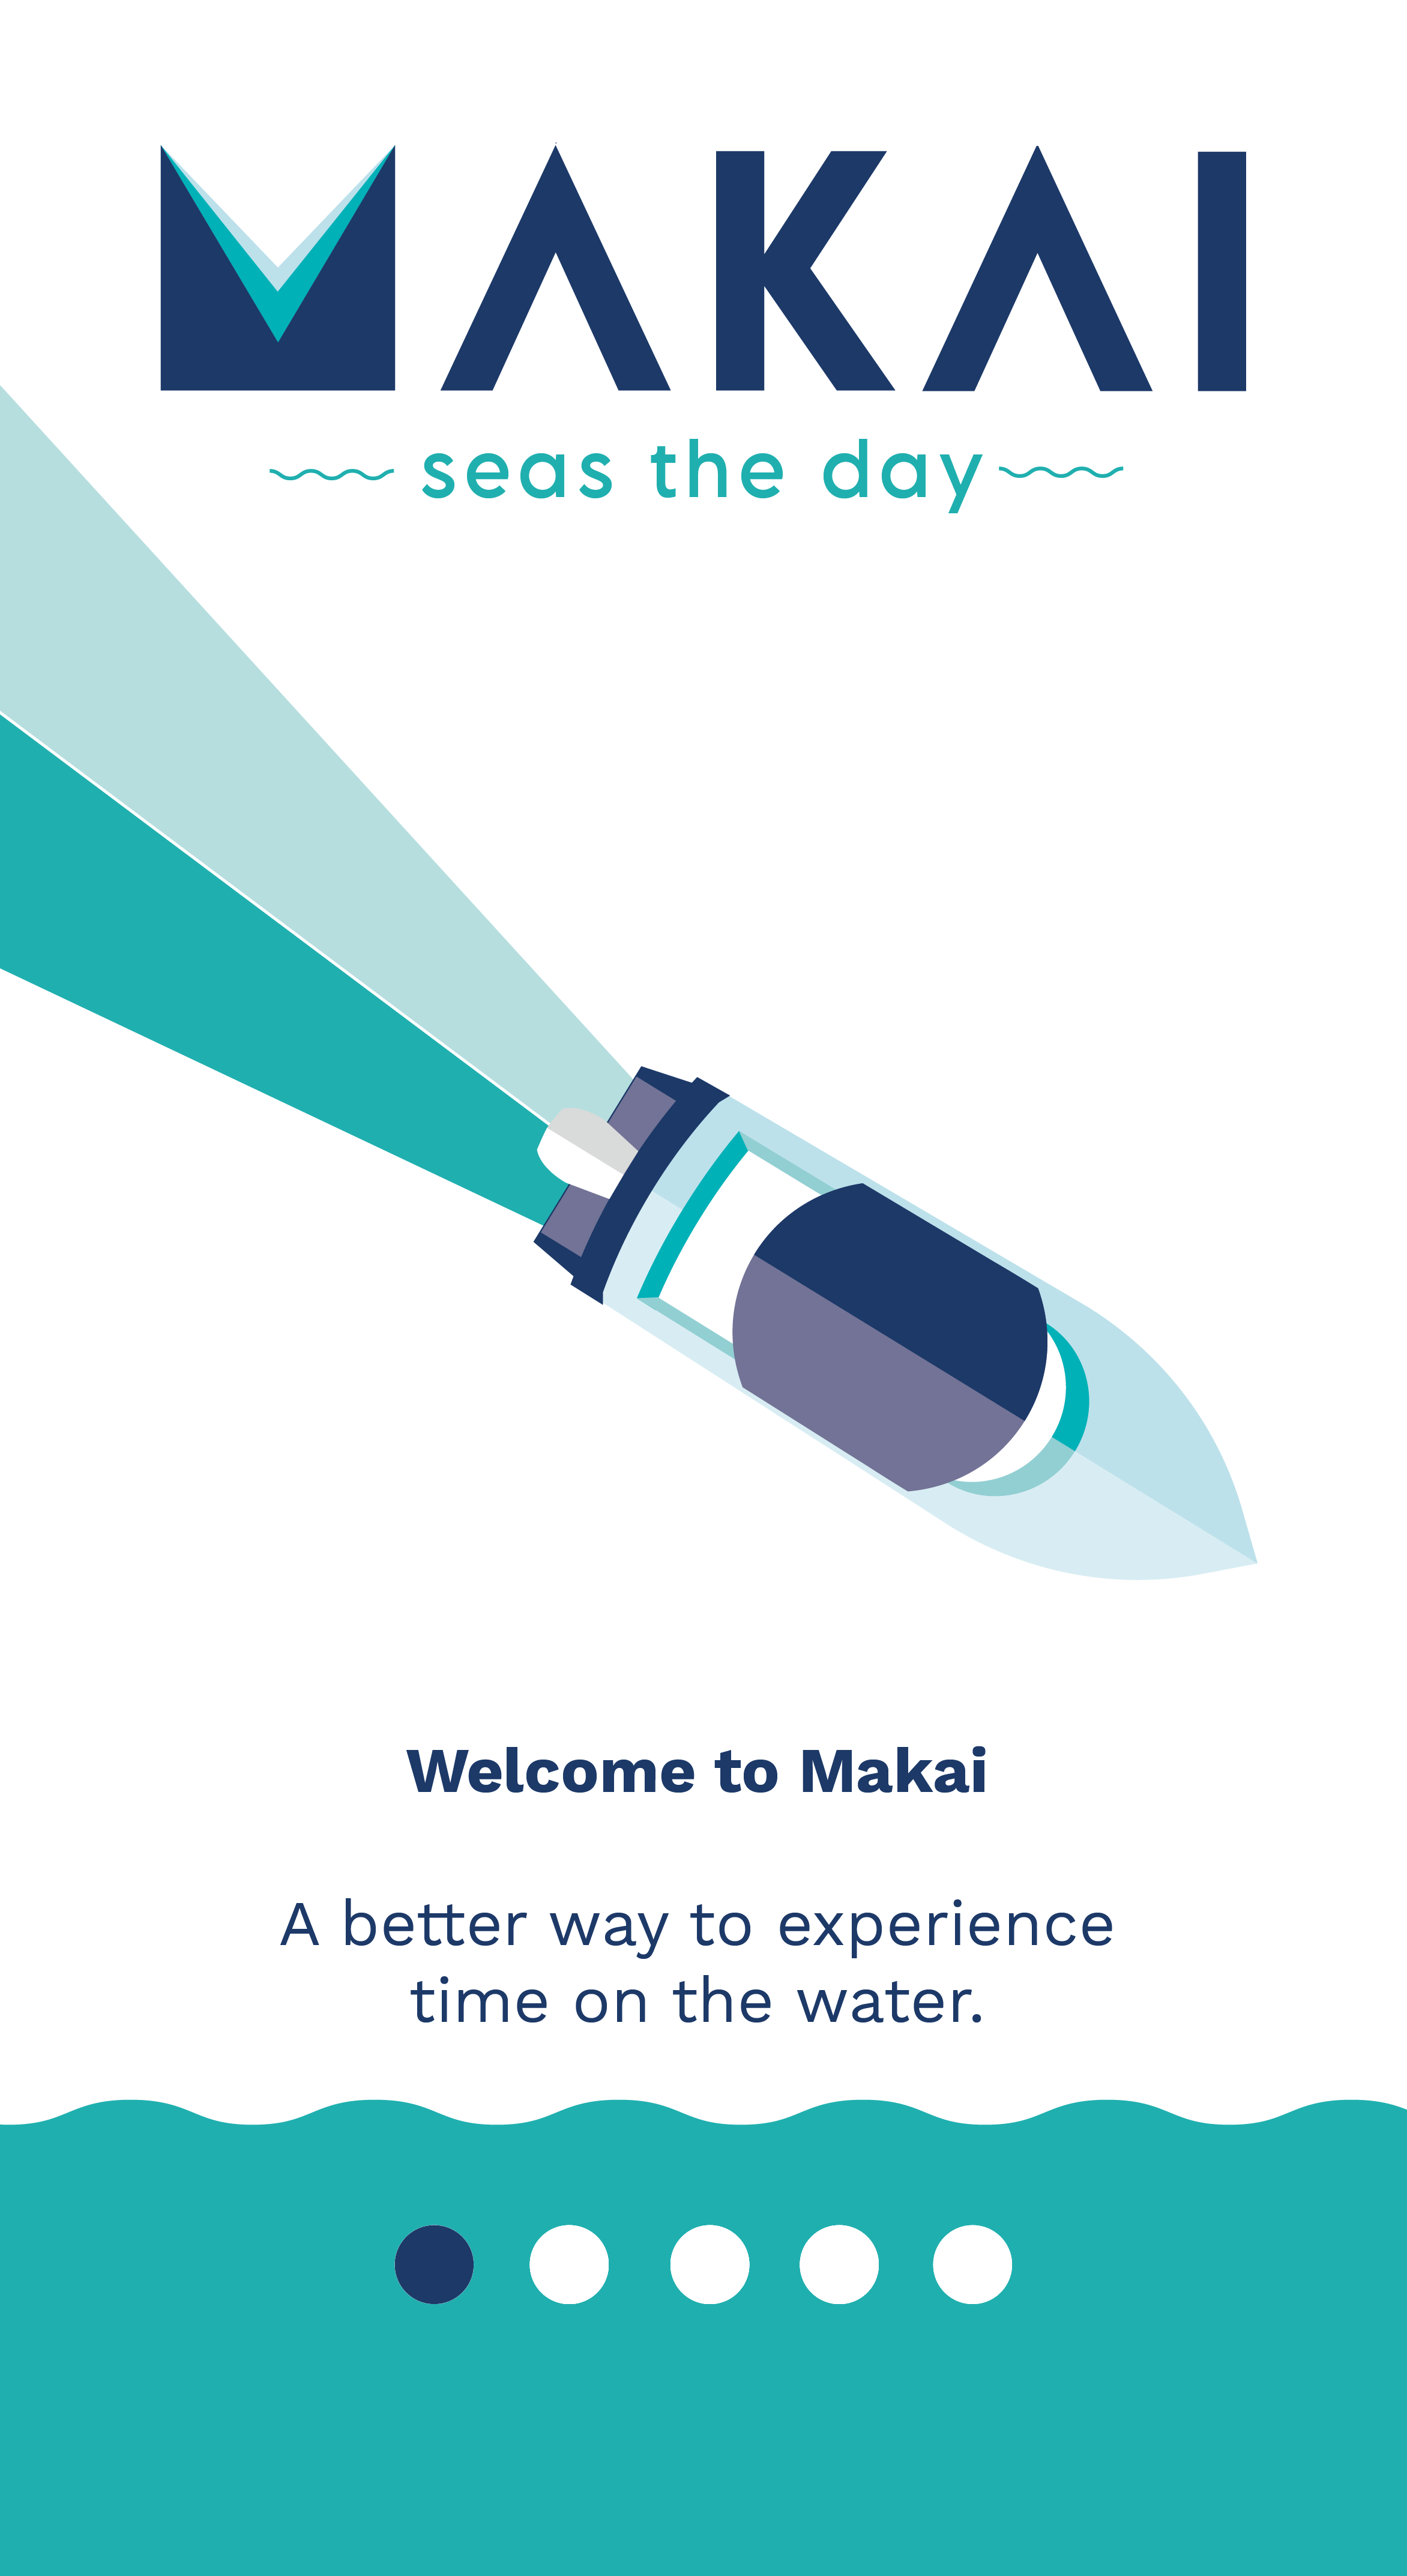 MAKAI
seas the day
Welcome to Makai
A better way to experience
time on the water.